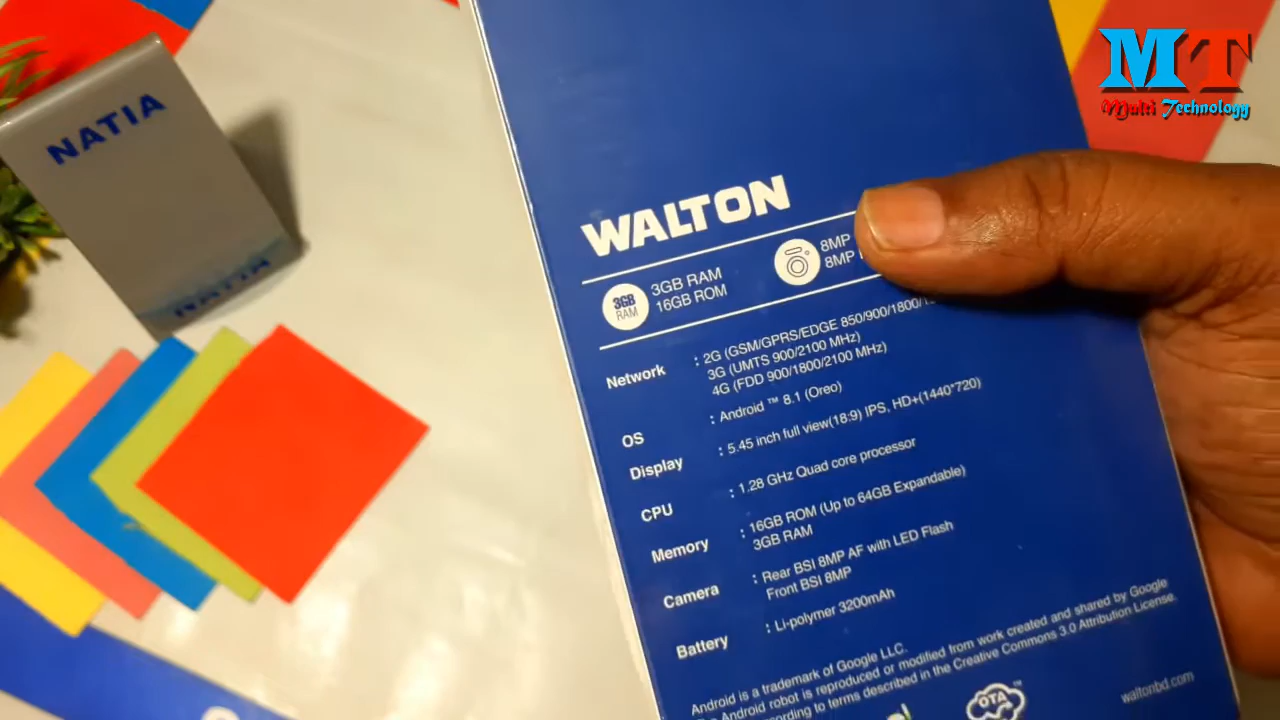 MT
Multi Technology
NATIA
WALTON
3GB
RAM
3GB RAM
16GB ROM
8MP
8MP
Network : 2G (GSM/GPRS/EDGE 850/900/1800/
3G (UMTS 900/2100 MHz)
4G (FDD 900/1800/2100 MHz)
OS : Android ™ 8.1 (Oreo)
Display : 5.45 inch full view(18:9) IPS, HD+(1440*720)
CPU : 1.28 GHz Quad core processor
Memory : 16GB ROM (Up to 64GB Expandable)
3GB RAM
Camera : Rear BSI 8MP AF with LED Flash
Front BSI 8MP
Battery : Li-polymer 3200mAh
Android is a trademark of Google LLC.
Android robot is reproduced or modified from work created and shared by Google
according to terms described in the Creative Commons 3.0 Attribution License.
OTA
waltonbd.com